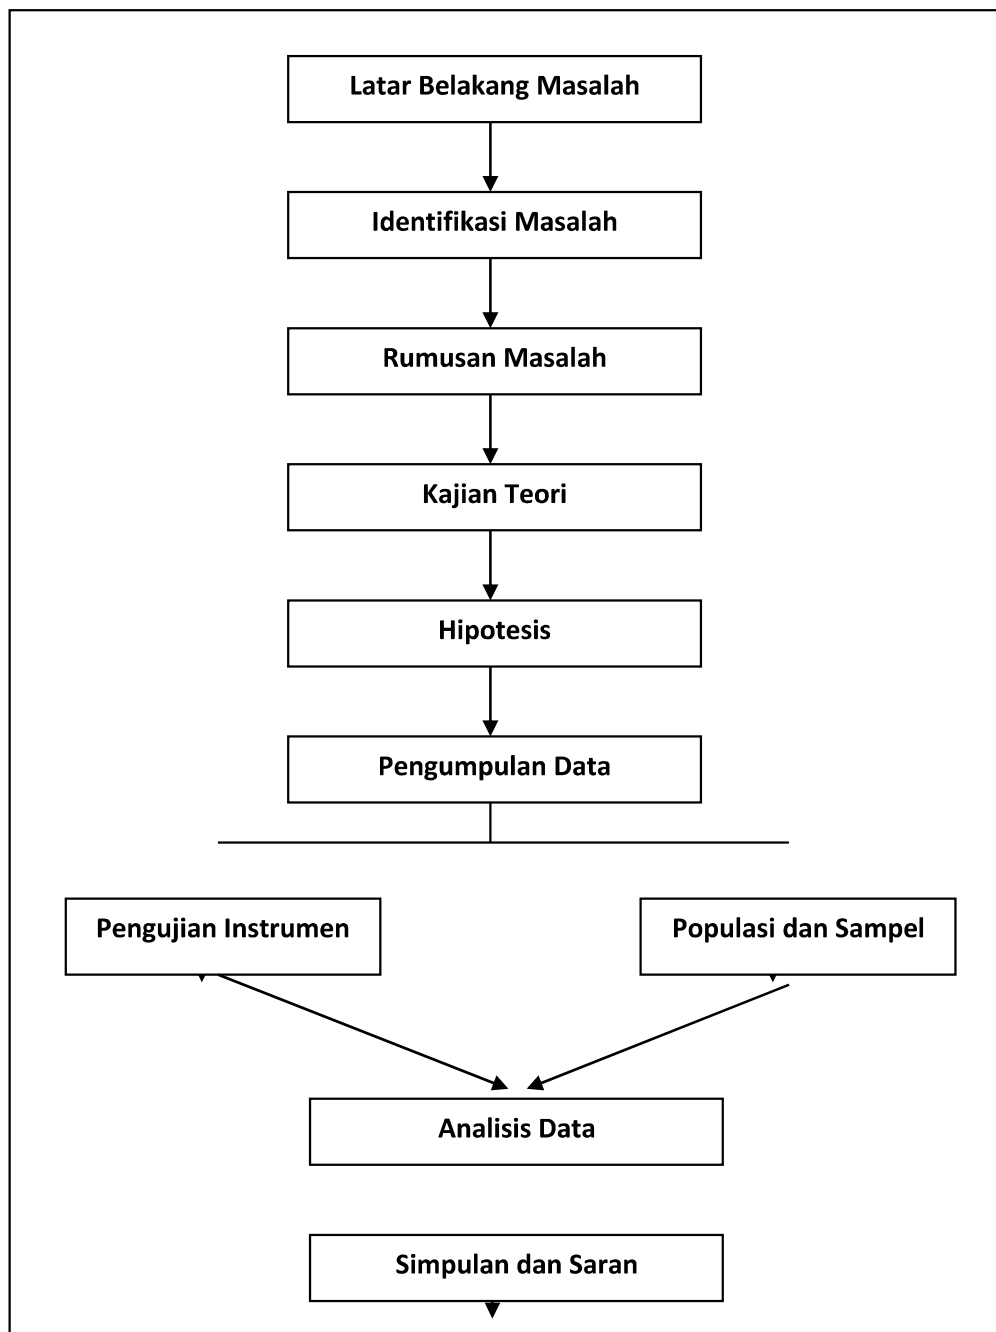 Latar Belakang Masalah
Identifikasi Masalah
Rumusan Masalah
Kajian Teori
Hipotesis
Pengumpulan Data
Pengujian Instrumen
Populasi dan Sampel
Analisis Data
Simpulan dan Saran